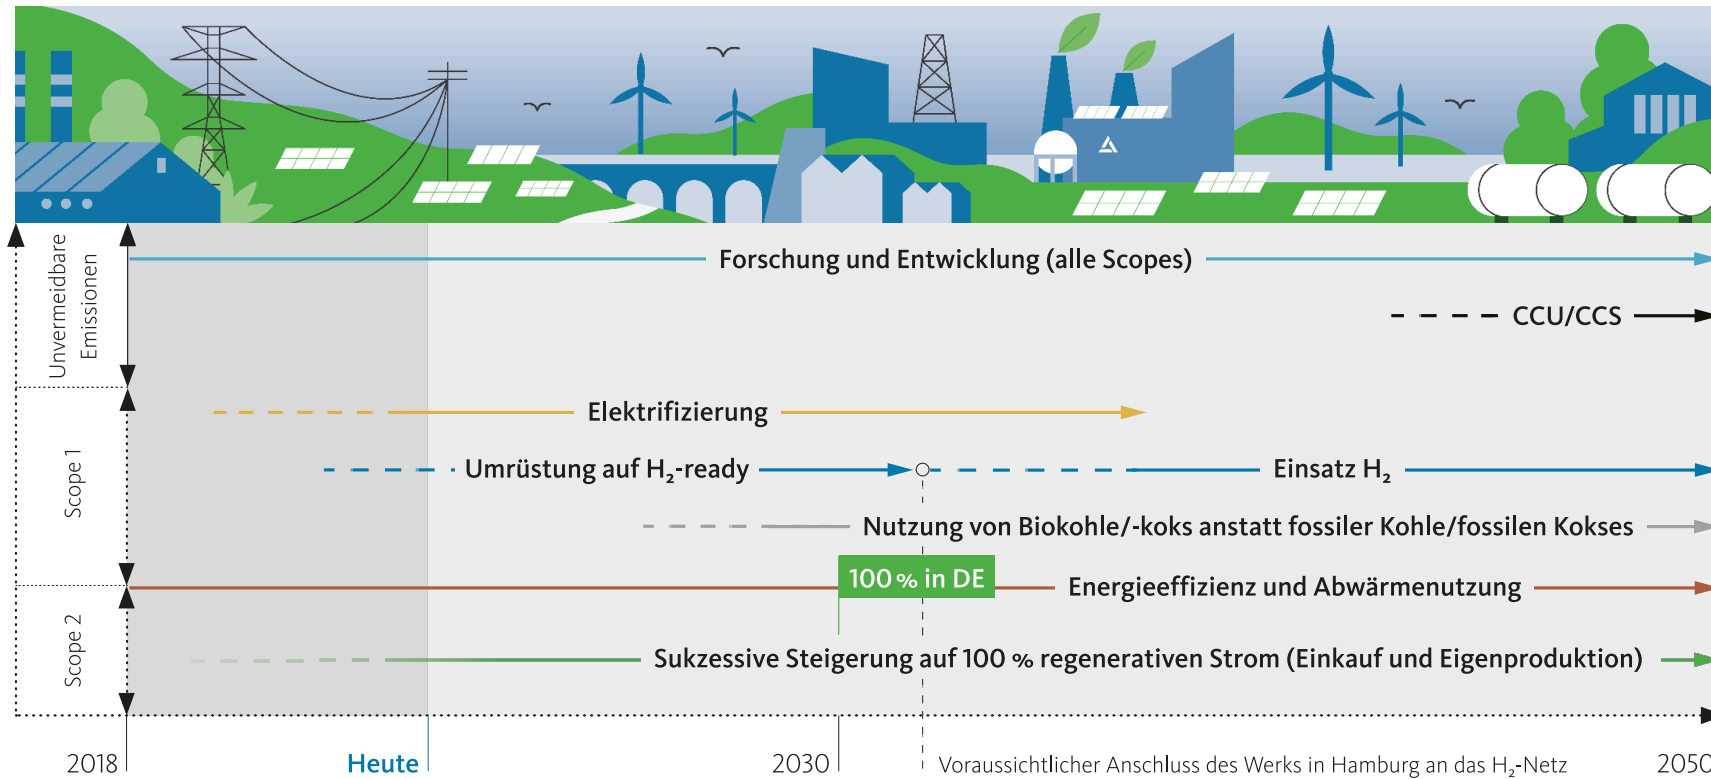 Unvermeidbare
Emissionen
Forschung und Entwicklung (alle Scopes)
CCU/CCS
Scope 1
Elektrifizierung
Umrüstung auf H₂-ready
Einsatz H₂
Nutzung von Biokohle/-koks anstatt fossiler Kohle/fossilen Kokses
100 % in DE
Energieeffizienz und Abwärmenutzung
Scope 2
Sukzessive Steigerung auf 100 % regenerativen Strom (Einkauf und Eigenproduktion)
2018
Heute
2030
Voraussichtlicher Anschluss des Werks in Hamburg an das H₂-Netz
2050